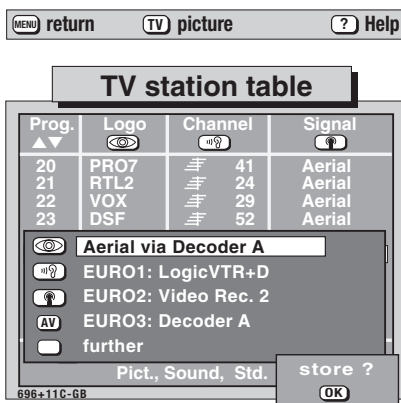 MENU return TV picture ? Help
TV station table
Prog. Logo Channel Signal
20 PRO7 41 Aerial
21 RTL2 24 Aerial
22 VOX 29 Aerial
23 DSF 52 Aerial
Aerial via Decoder A
EURO1: LogicVTR+D
EURO2: Video Rec. 2
AV EURO3: Decoder A
further
Pict., Sound, Std.
store ?
OK
696+11C-GB